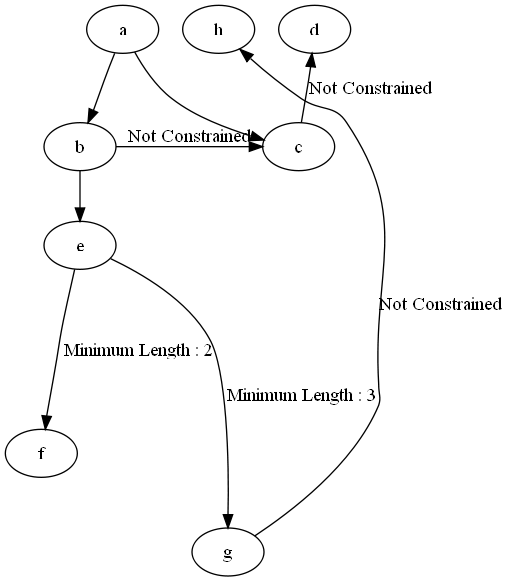 a
h
d
Not Constrained
Not Constrained
b
c
e
Not Constrained
Minimum Length : 2
Minimum Length : 3
f
g